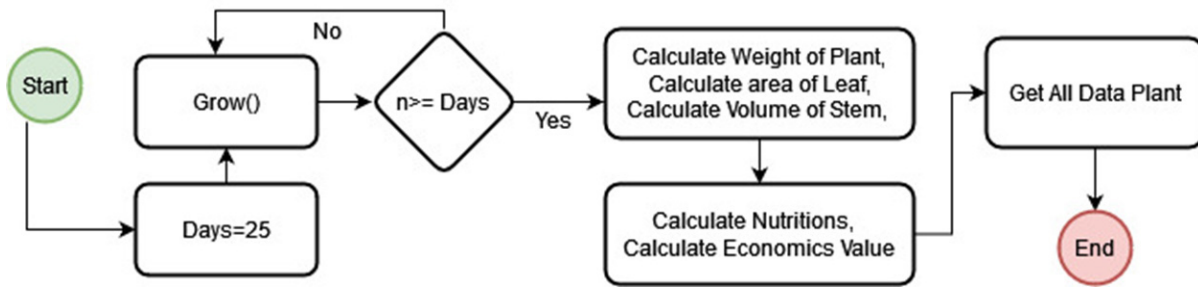 Start
Days=25
Grow()
No
n>= Days
Yes
Calculate Weight of Plant,
Calculate area of Leaf,
Calculate Volume of Stem,
Calculate Nutritions,
Calculate Economics Value
Get All Data Plant
End